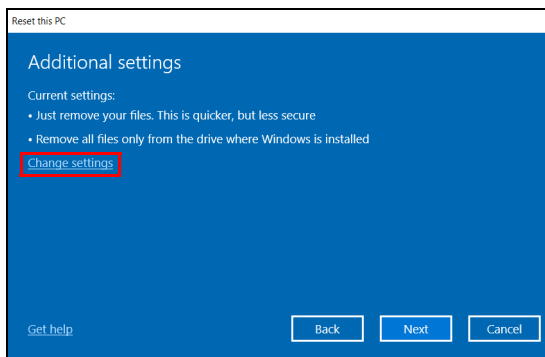 Reset this PC
Additional settings
Current settings:
• Just remove your files. This is quicker, but less secure
• Remove all files only from the drive where Windows is installed
Change settings
Get help Back Next Cancel